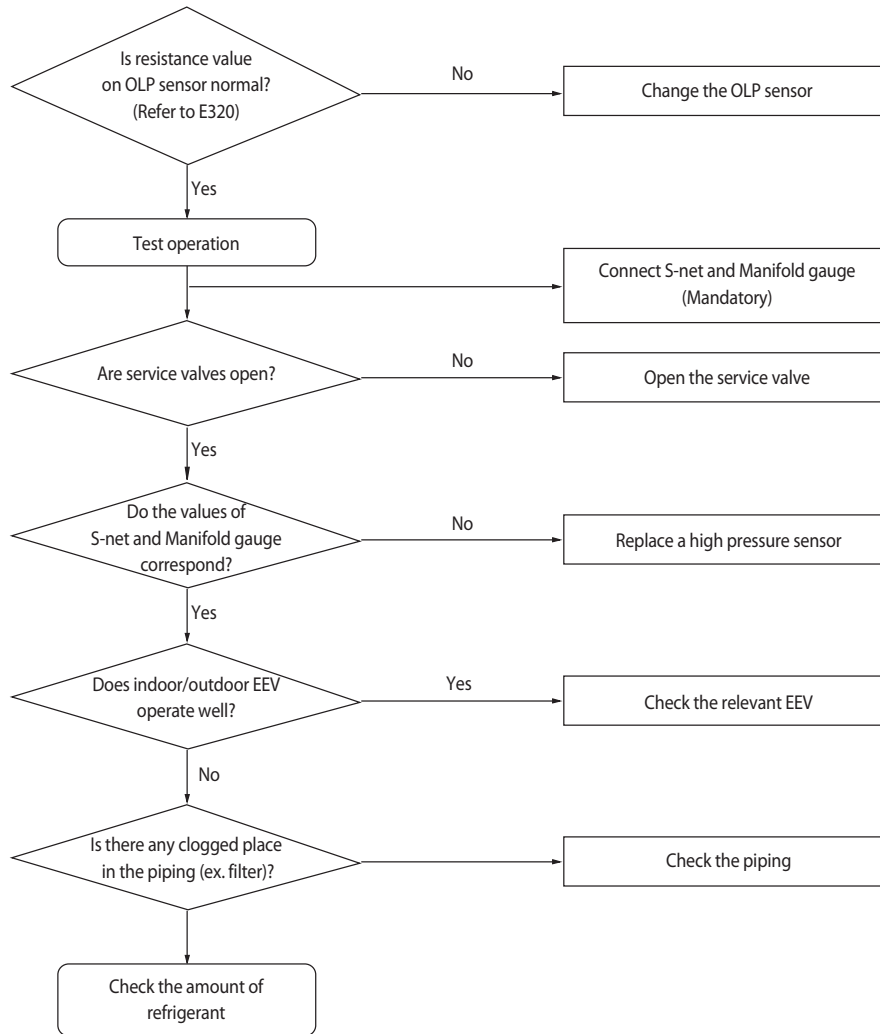 Is resistance value
on OLP sensor normal?
(Refer to E320)
No
Change the OLP sensor
Yes
Test operation
Connect S-net and Manifold gauge
(Mandatory)
Are service valves open?
No
Open the service valve
Yes
Do the values of
S-net and Manifold gauge
correspond?
No
Replace a high pressure sensor
Yes
Does indoor/outdoor EEV
operate well?
Yes
Check the relevant EEV
No
Is there any clogged place
in the piping (ex. filter)?
Check the piping
Check the amount of
refrigerant